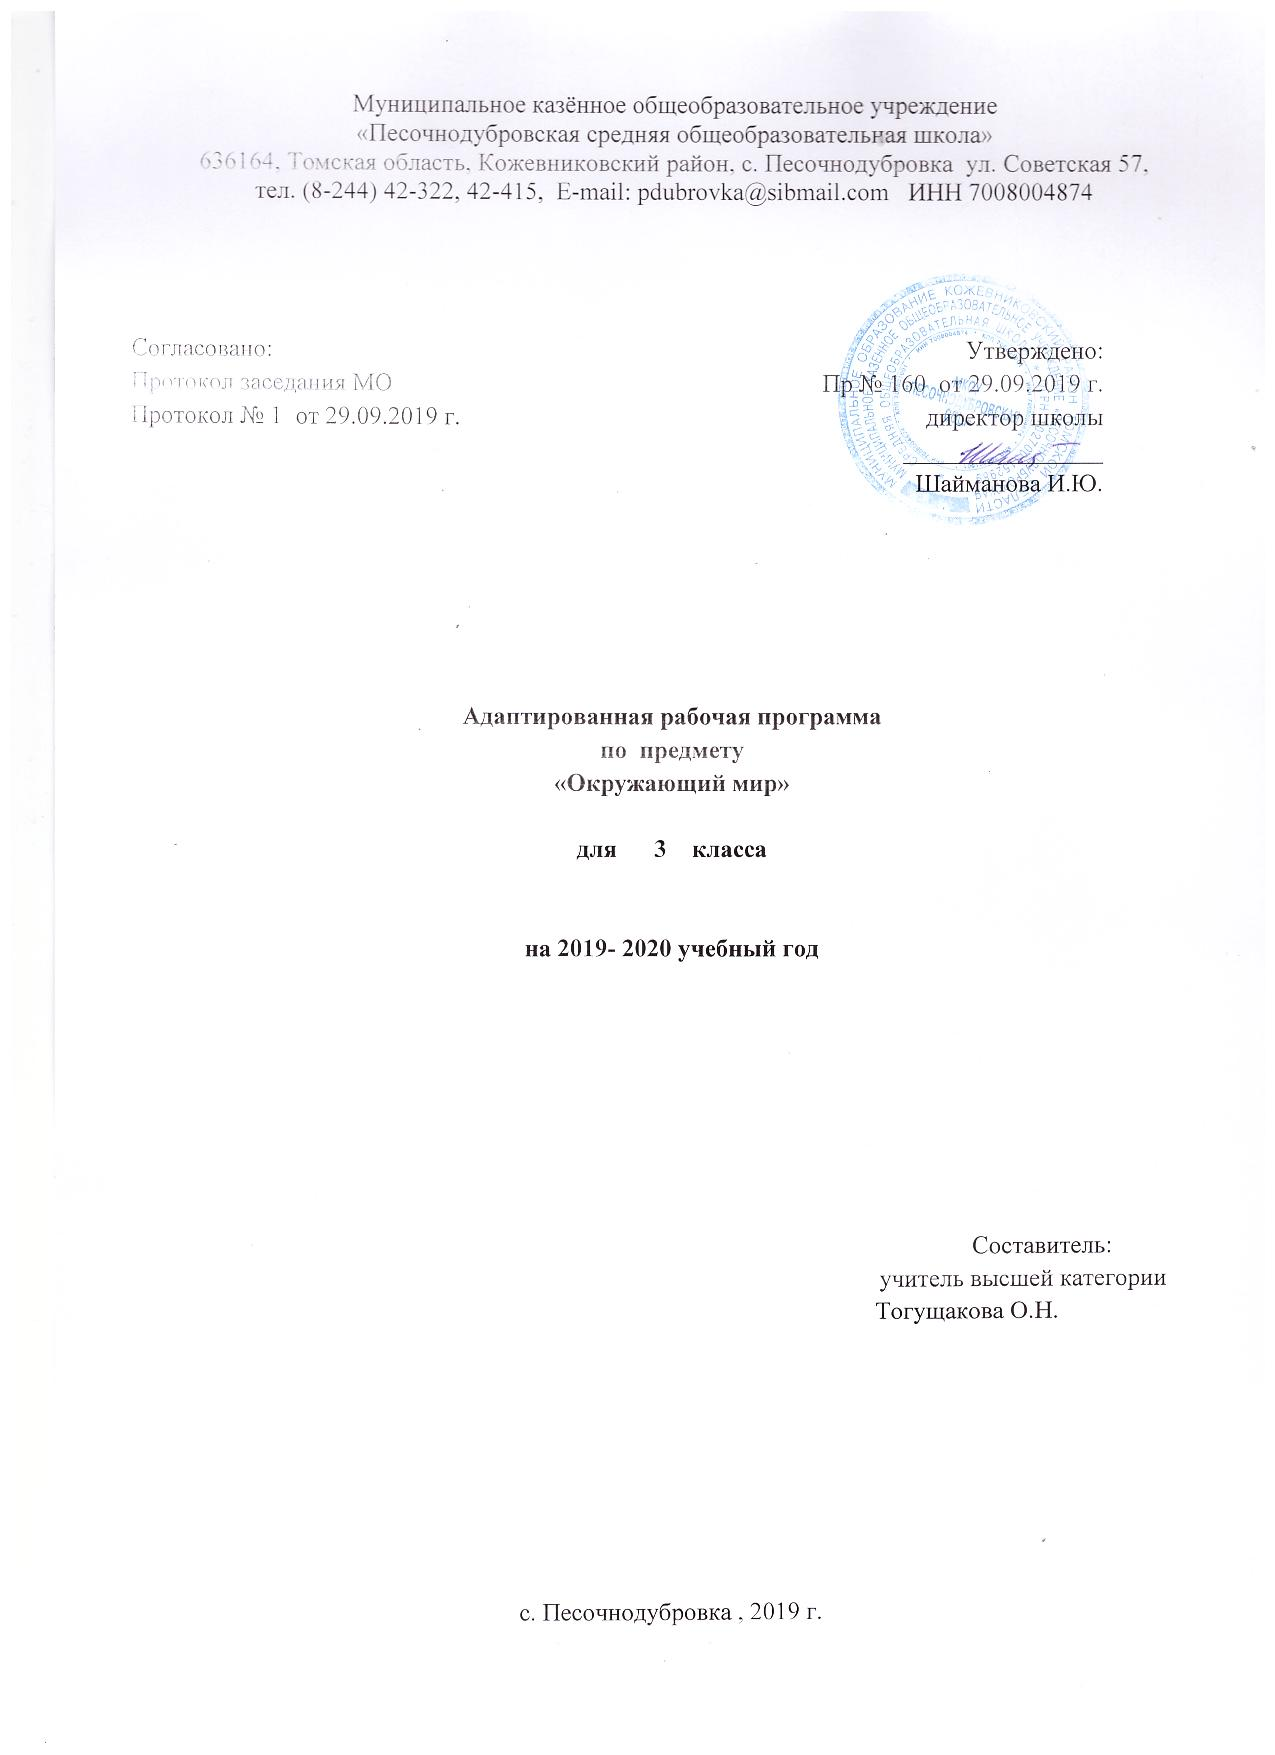 Муниципальное казённое общеобразовательное учреждение
«Песочнодубровская средняя общеобразовательная школа»
636164, Томская область, Кожевниковский район, с. Песочнодубровка ул. Советская 57,
тел. (8-244) 42-322, 42-415, E-mail: pdubrovka@sibmail.com ИНН 7008004874
Согласовано:
Протокол заседания МО
Протокол № 1 от 29.09.2019 г.
Утверждено:
Пр № 160 от 29.09.2019 г.
директор школы
Шайманова И.Ю.
Адаптированная рабочая программа
по предмету
«Окружающий мир»
для 3 класса
на 2019- 2020 учебный год
Составитель:
учитель высшей категории
Тогущакова О.Н.
с. Песочнодубровка , 2019 г.